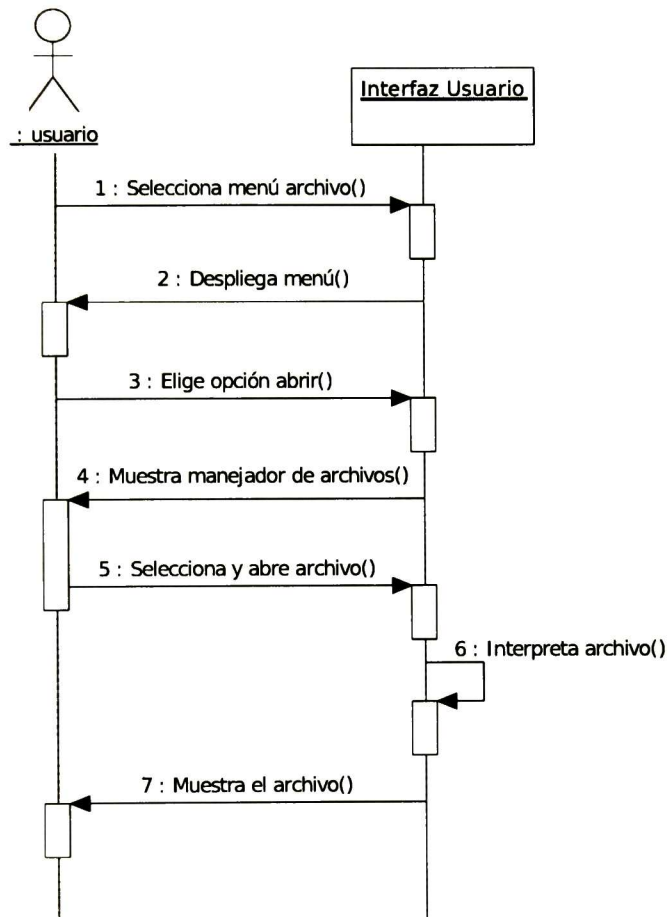 : usuario
Interfaz Usuario
1 : Selecciona menú archivo()
2 : Despliega menú()
3 : Elige opción abrir()
4 : Muestra manejador de archivos()
5 : Selecciona y abre archivo()
6 : Interpreta archivo()
7 : Muestra el archivo()